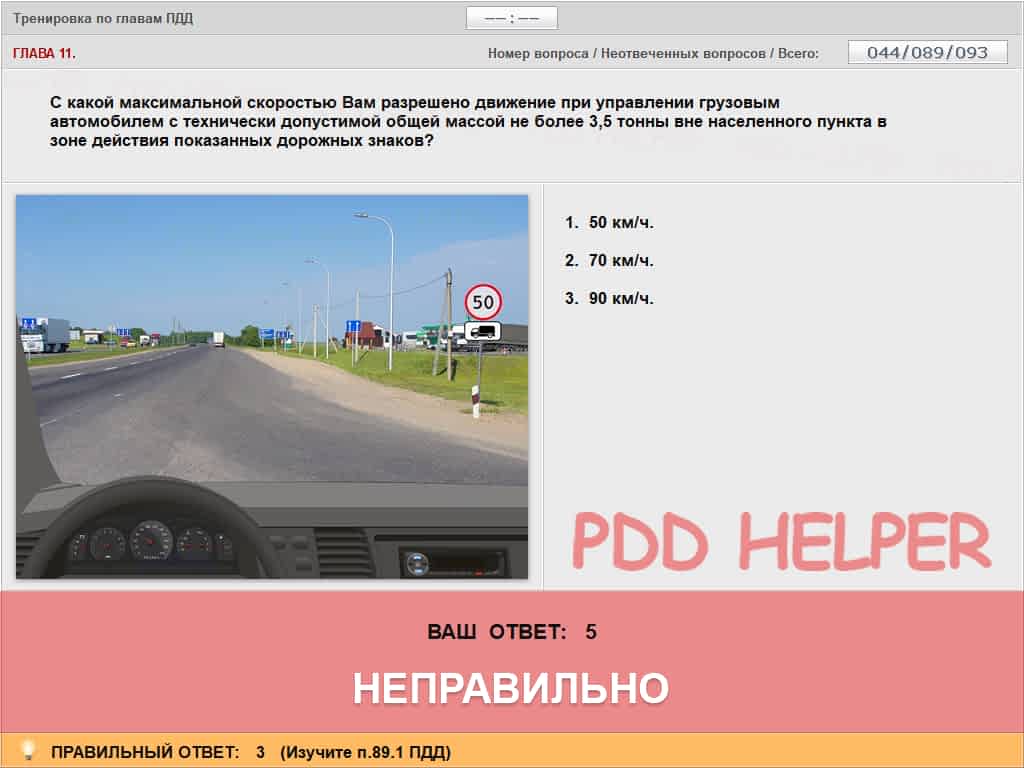 Тренировка по главам ПДД
–– : ––
ГЛАВА 11.
Номер вопроса / Неотвеченных вопросов / Всего:
044/089/093
С какой максимальной скоростью Вам разрешено движение при управлении грузовым
автомобилем с технически допустимой общей массой не более 3,5 тонны вне населенного пункта в
зоне действия показанных дорожных знаков?
1. 50 км/ч.
2. 70 км/ч.
3. 90 км/ч.
50
PDD HELPER
ВАШ ОТВЕТ: 5
НЕПРАВИЛЬНО
ПРАВИЛЬНЫЙ ОТВЕТ: 3 (Изучите п.89.1 ПДД)